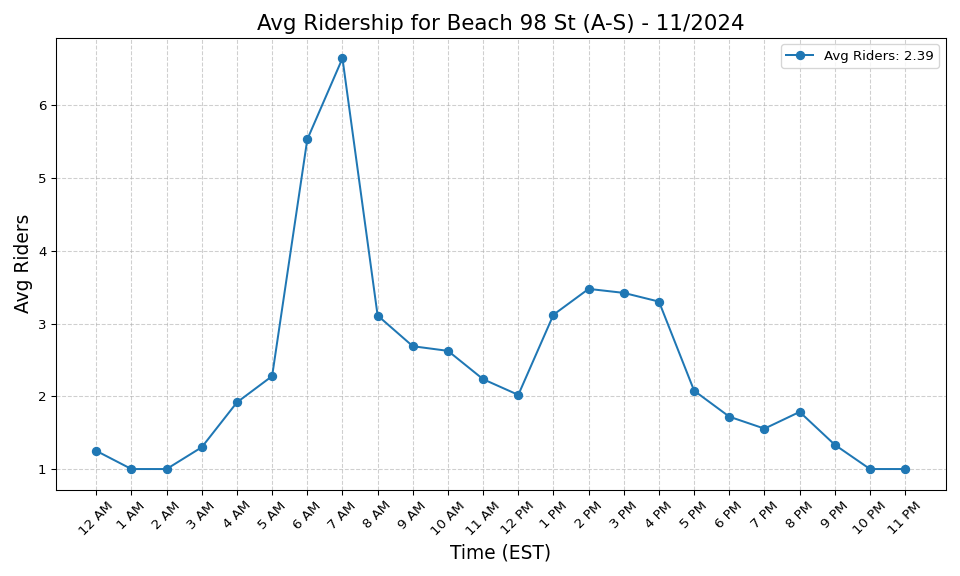 Avg Ridership for Beach 98 St (A-S) - 11/2024
Avg Riders: 2.39
Avg Riders
6
5
4
3
2
1
12 AM
1 AM
2 AM
3 AM
4 AM
5 AM
6 AM
7 AM
8 AM
9 AM
10 AM
11 AM
12 PM
1 PM
2 PM
3 PM
4 PM
5 PM
6 PM
7 PM
8 PM
9 PM
10 PM
11 PM
Time (EST)